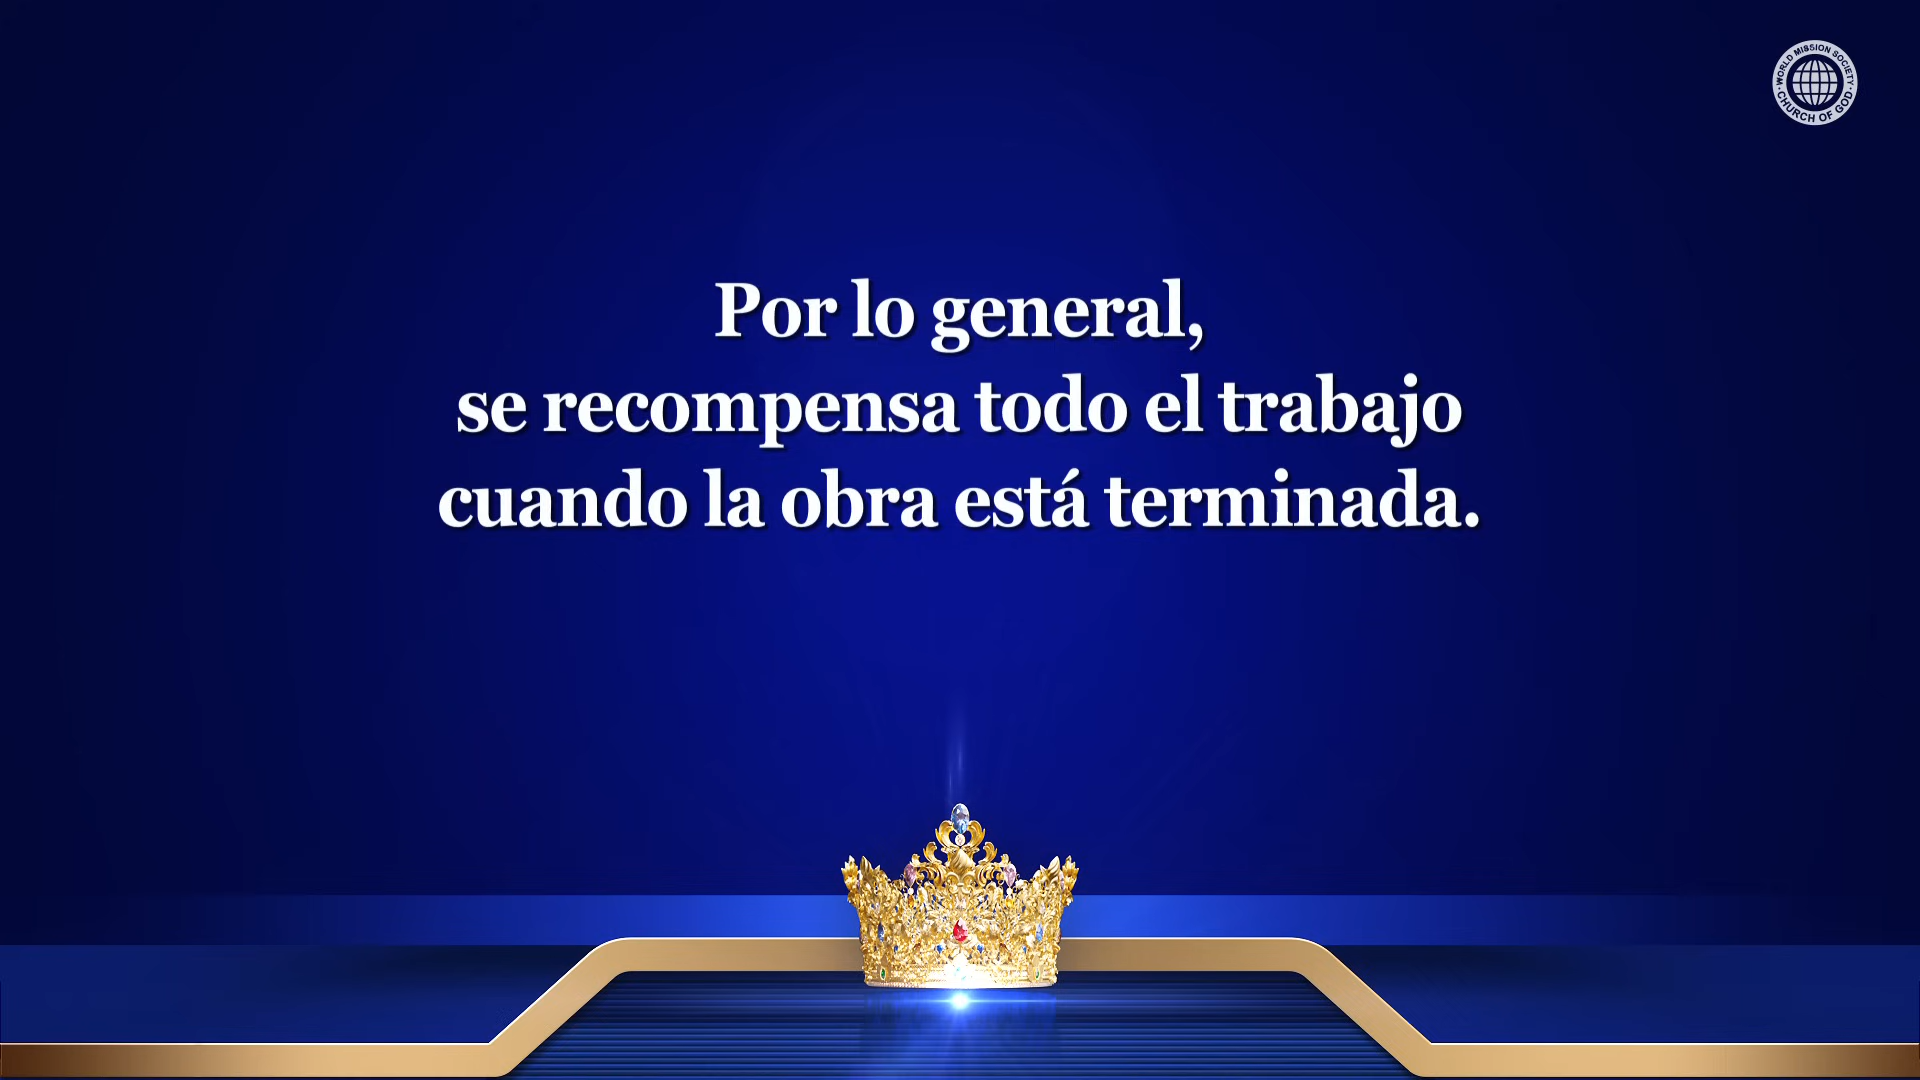 WORLD MISSION SOCIETY
CHURCH OF GOD
Por lo general,
se recompensa todo el trabajo
cuando la obra está terminada.